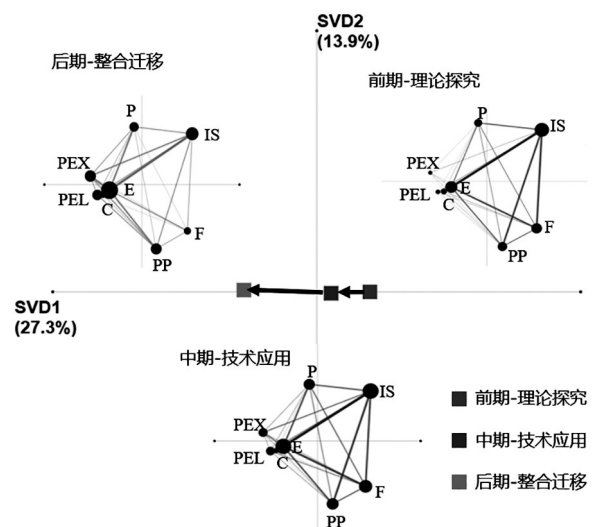 SVD2
(13.9%)
后期-整合迁移
P
IS
PEX
E
PEL
C
F
PP
前期-理论探究
P
IS
PEX
E
PEL
C
F
PP
SVD1
(27.3%)
中期-技术应用
P
IS
PEX
E
PEL
C
F
PP
前期-理论探究
中期-技术应用
后期-整合迁移